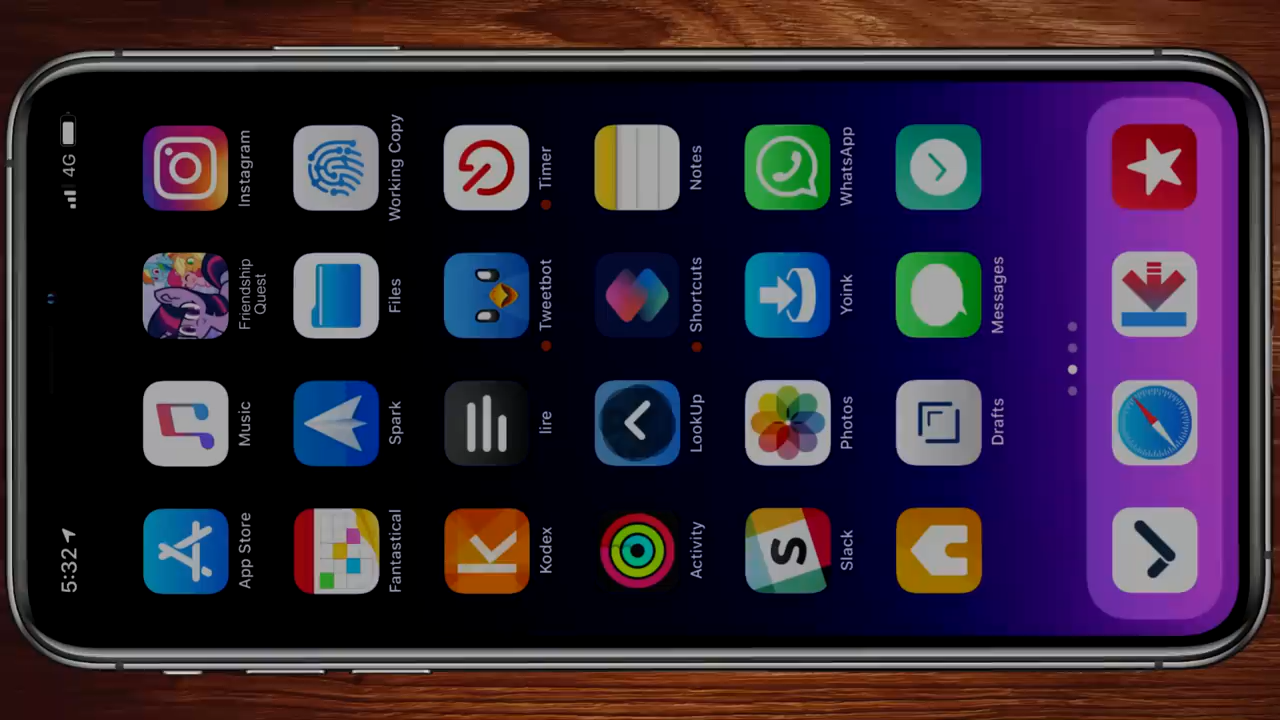 5:32
4G
App Store
Music
Friendship
Quest
Instagram
Fantastical
Spark
Files
Working Copy
Kodex
lire
Tweetbot
Timer
Activity
LookUp
Shortcuts
Notes
Slack
Photos
Yoink
WhatsApp
Drafts
Messages